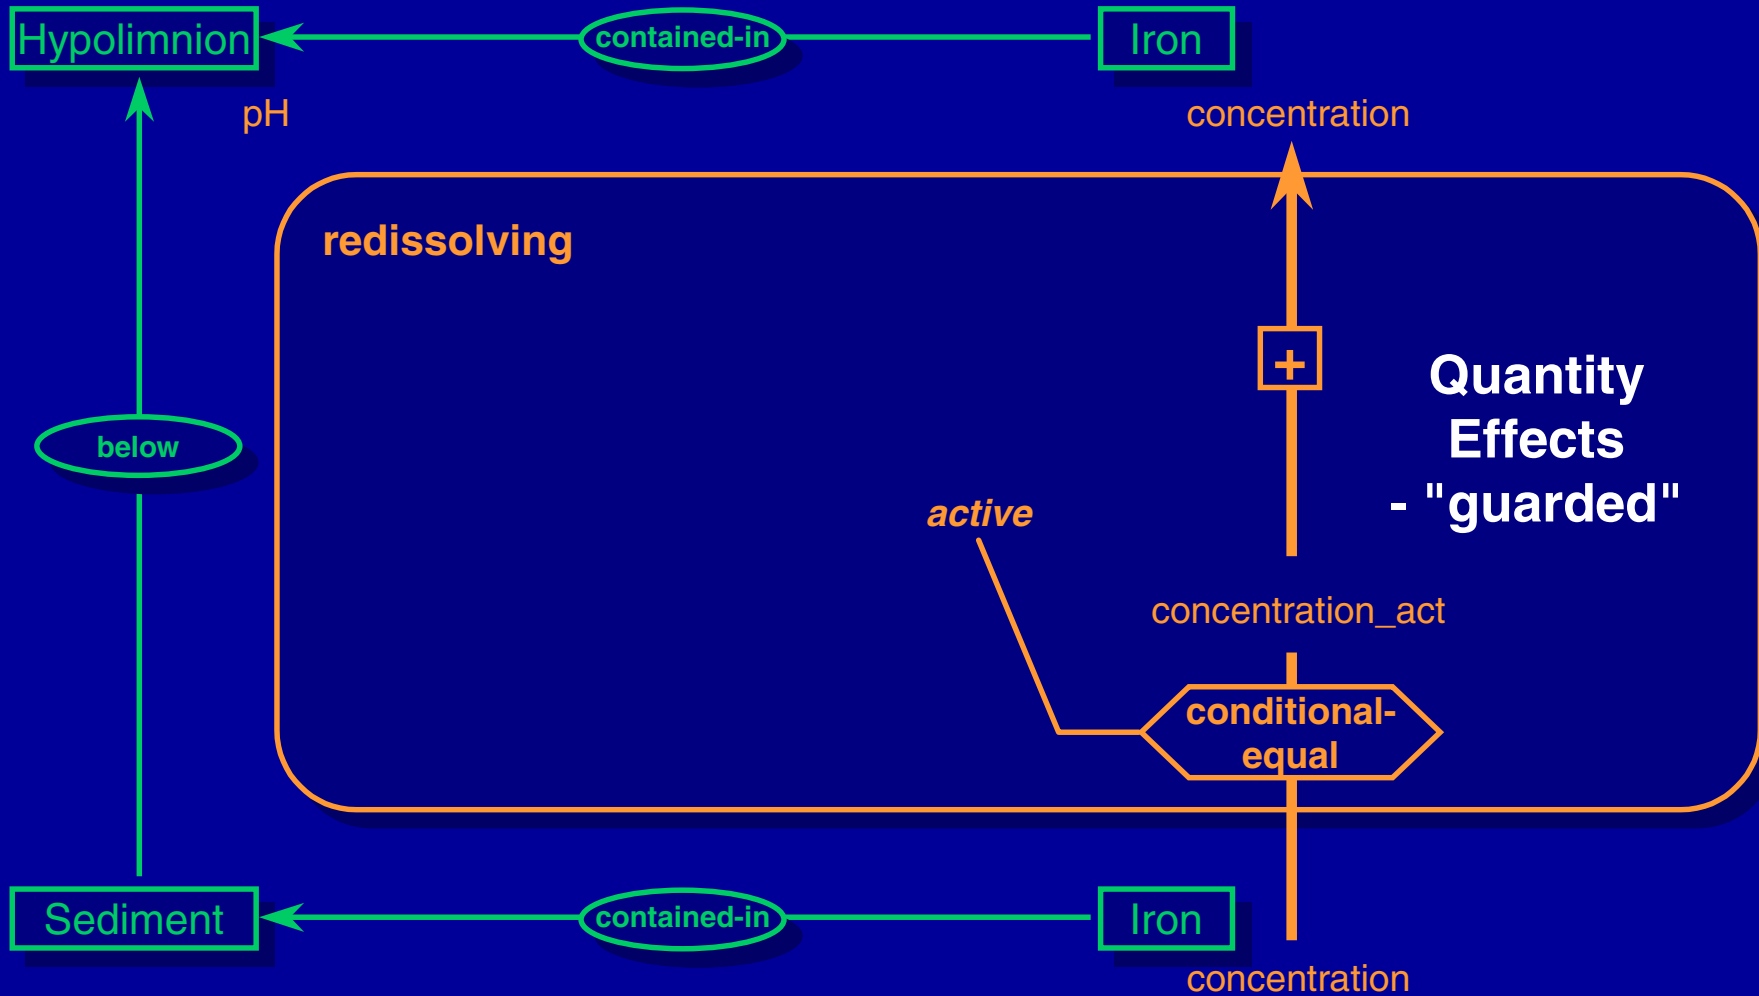 Hypolimnion
contained-in
Iron
pH
concentration
redissolving
+
Quantity
Effects
- "guarded"
below
active
concentration_act
conditional-
equal
Sediment
contained-in
Iron
concentration